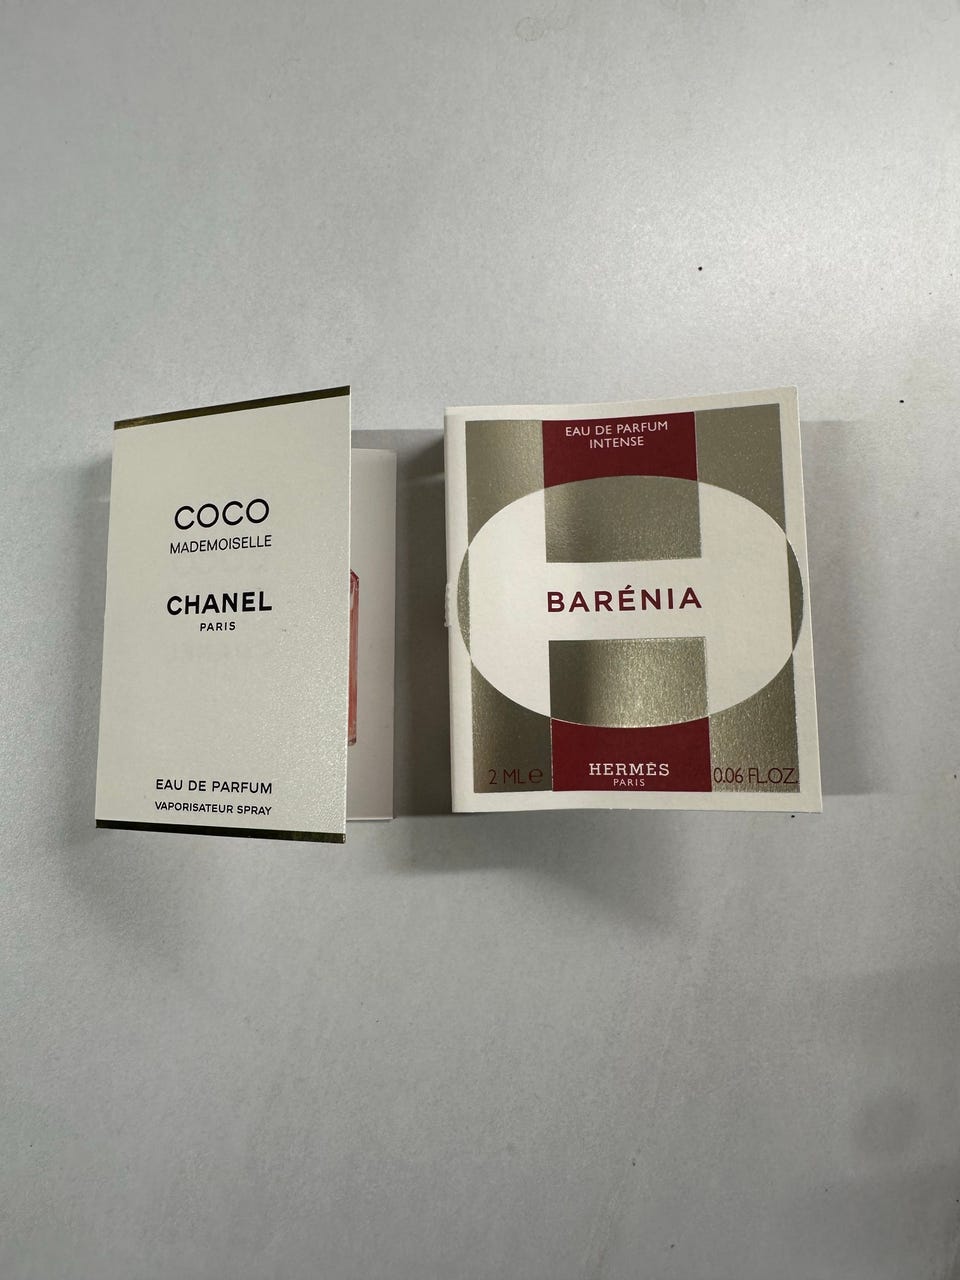 COCO
MADEMOISELLE
CHANEL
PARIS
EAU DE PARFUM
VAPORISATEUR SPRAY
EAU DE PARFUM
INTENSE
BARÉNIA
2 ML ℮
HERMÈS
PARIS
0.06 FL.OZ.